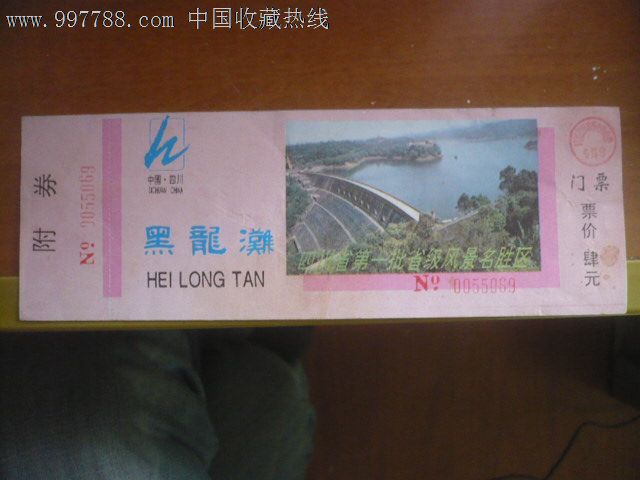 www.997788.com 中国收藏热线
附券
No 0055069
中国·四川
黑龍灘
HEI LONG TAN
四川省第一批省级风景名胜区
No 0055069
门票
票价肆元